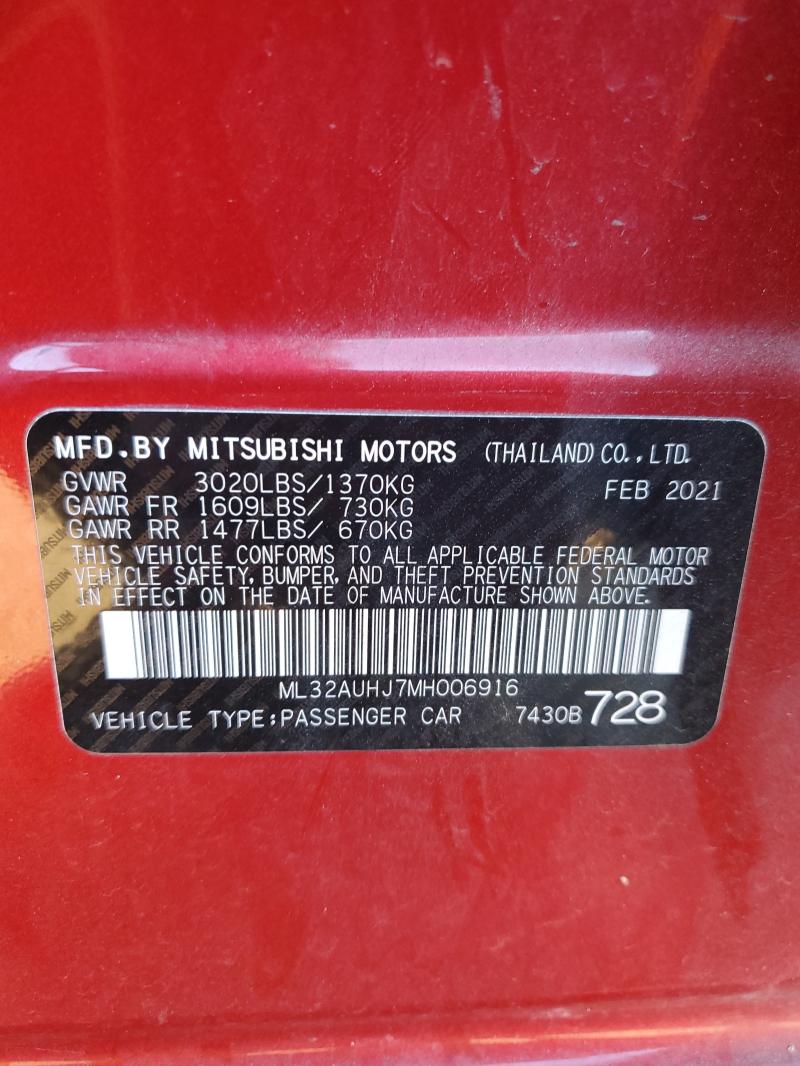 MFD.BY MITSUBISHI MOTORS (THAILAND) CO., LTD.
GVWR 3020LBS/1370KG FEB 2021
GAWR FR 1609LBS/ 730KG
GAWR RR 1477LBS/ 670KG
THIS VEHICLE CONFORMS TO ALL APPLICABLE FEDERAL MOTOR
VEHICLE SAFETY, BUMPER, AND THEFT PREVENTION STANDARDS
IN EFFECT ON THE DATE OF MANUFACTURE SHOWN ABOVE.
ML32AUHJ7MH006916
VEHICLE TYPE:PASSENGER CAR 7430B 728